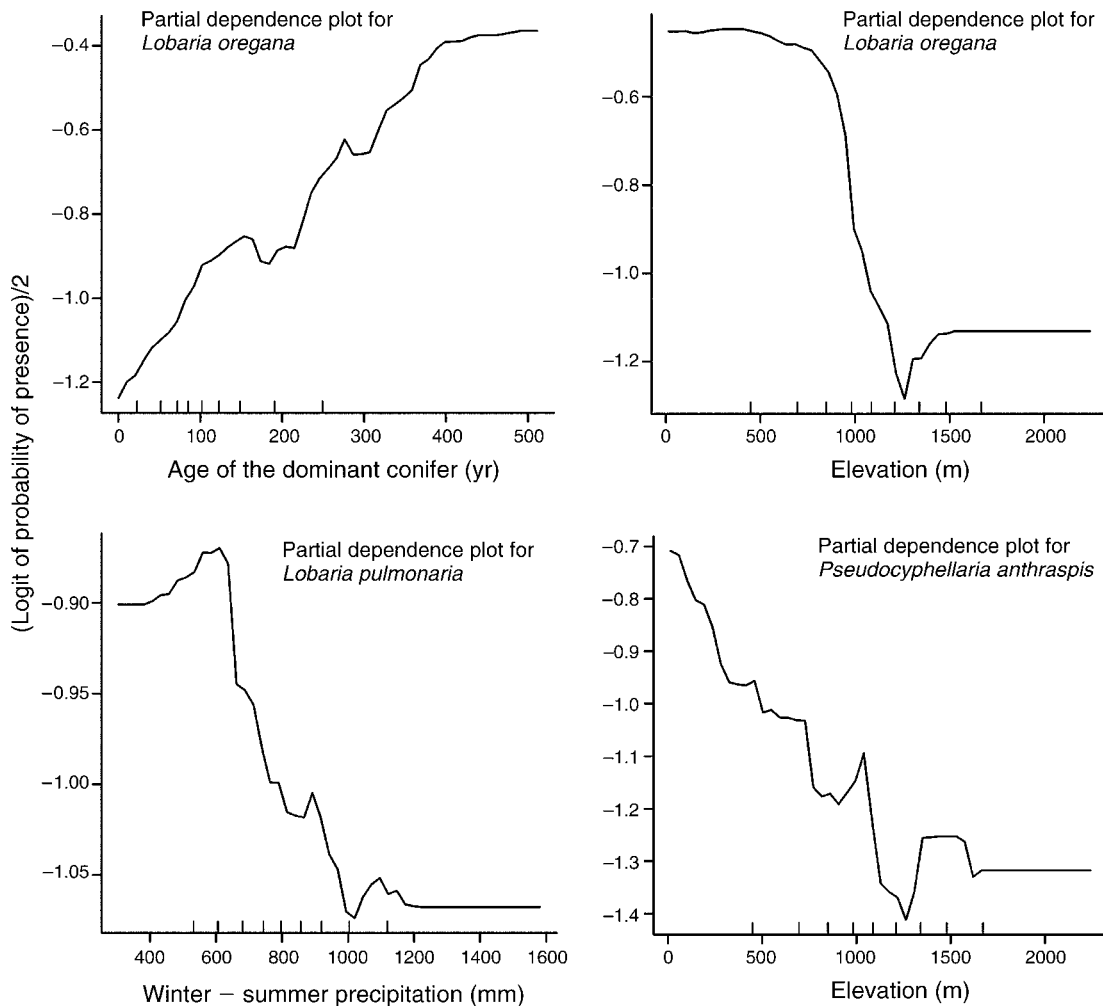 Partial dependence plot for
Lobaria oregana
−0.4
−0.6
−0.8
−1.0
−1.2
0 100 200 300 400 500
Age of the dominant conifer (yr)
Partial dependence plot for
Lobaria oregana
−0.6
−0.8
−1.0
−1.2
0 500 1000 1500 2000
Elevation (m)
(Logit of probability of presence)/2
Partial dependence plot for
Lobaria pulmonaria
−0.90
−0.95
−1.00
−1.05
400 600 800 1000 1200 1400 1600
Winter − summer precipitation (mm)
Partial dependence plot for
Pseudocyphellaria anthraspis
−0.7
−0.8
−0.9
−1.0
−1.1
−1.2
−1.3
−1.4
0 500 1000 1500 2000
Elevation (m)